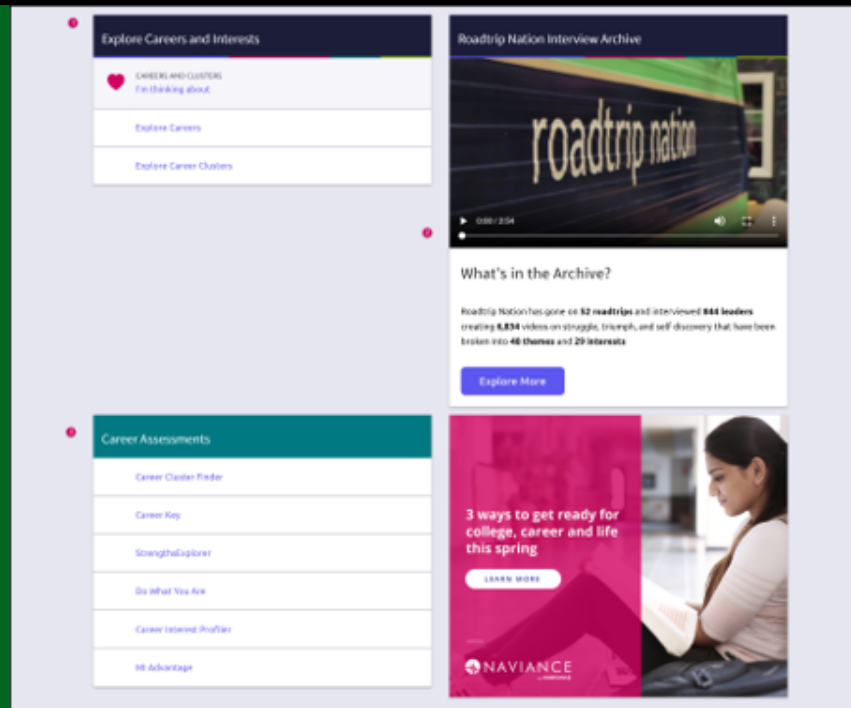 Explore Careers and Interests
CAREERS AND CLUSTERS
I'm thinking about
Explore Careers
Explore Career Clusters
Roadtrip Nation Interview Archive
roadtrip nation
0:00 / 2:54
What's in the Archive?
Roadtrip Nation has gone on 52 roadtrips and interviewed 844 leaders
creating 6,834 videos on struggle, triumph, and self discovery that have been
broken into 40 themes and 29 interests
Explore More
Career Assessments
Career Cluster Finder
Career Key
StrengthsExplorer
Do What You Are
Career Interest Profiler
MI Advantage
3 ways to get ready for
college, career and life
this spring
LEARN MORE
NAVIANCE